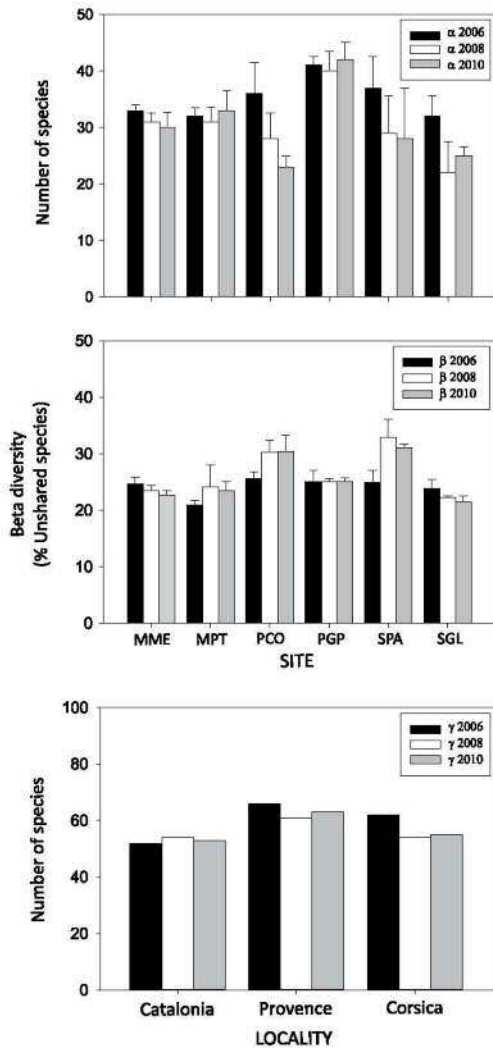 50
40
30
20
10
0
Number of species
α 2006
α 2008
α 2010
50
40
30
20
10
0
Beta diversity
(% Unshared species)
β 2006
β 2008
β 2010
MME MPT PCO PGP SPA SGL
SITE
100
80
60
40
20
0
Number of species
γ 2006
γ 2008
γ 2010
Catalonia Provence Corsica
LOCALITY